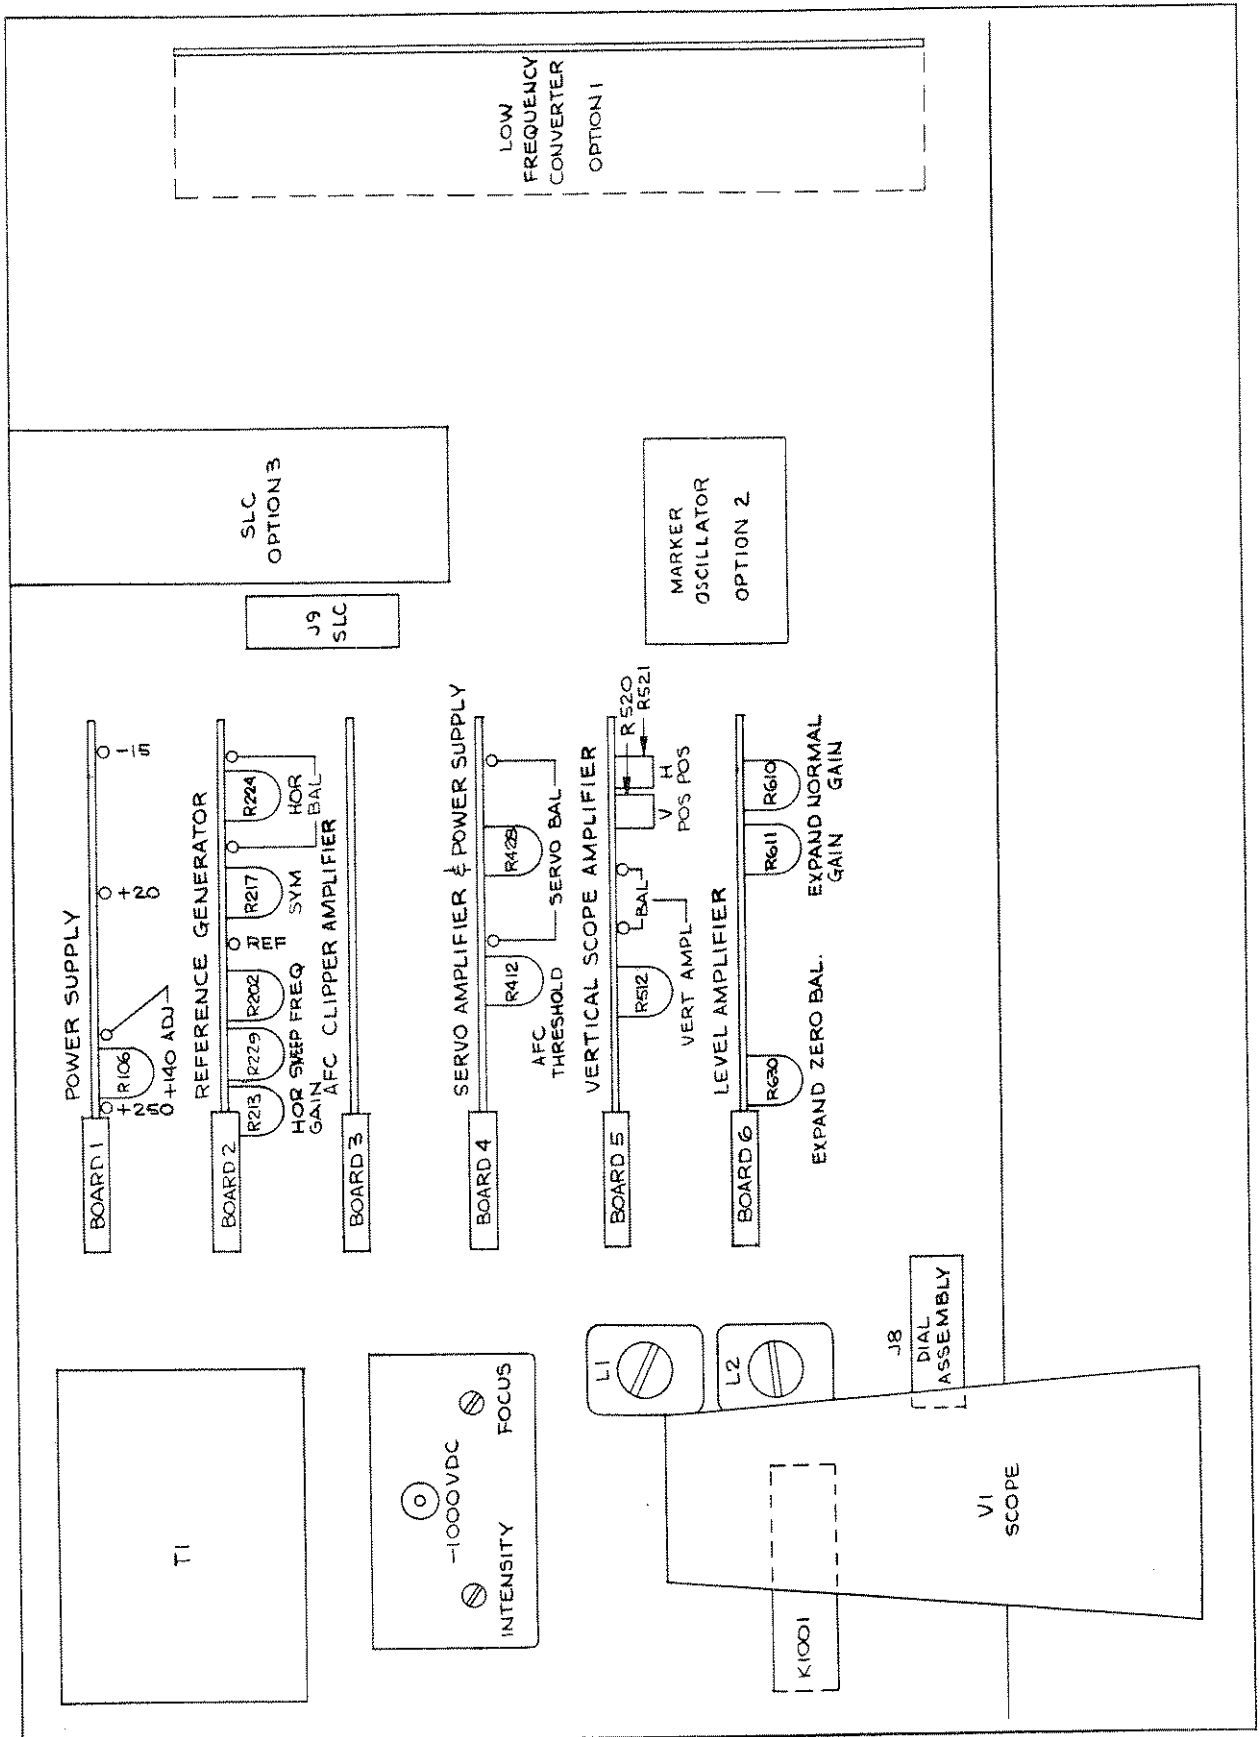 T1
-1000VDC
INTENSITY
FOCUS
K1001
V1
SCOPE
L1
L2
J8
DIAL
ASSEMBLY
BOARD 1
POWER SUPPLY
+250
R106
+140 ADJ
+20
-15
BOARD 2
REFERENCE GENERATOR
R213
R229
R202
REF
R217
R224
HOR SWEEP FREQ
GAIN
SYM
HOR
BAL
BOARD 3
AFC CLIPPER AMPLIFIER
BOARD 4
SERVO AMPLIFIER & POWER SUPPLY
R412
R428
AFC
THRESHOLD
SERVO BAL
BOARD 5
VERTICAL SCOPE AMPLIFIER
R512
BAL
VERT AMPL
V
POS
H
POS
R520
R521
BOARD 6
LEVEL AMPLIFIER
R630
R611
R610
EXPAND ZERO BAL.
EXPAND NORMAL
GAIN GAIN
J9
SLC
SLC
OPTION 3
MARKER
OSCILLATOR
OPTION 2
LOW
FREQUENCY
CONVERTER
OPTION 1